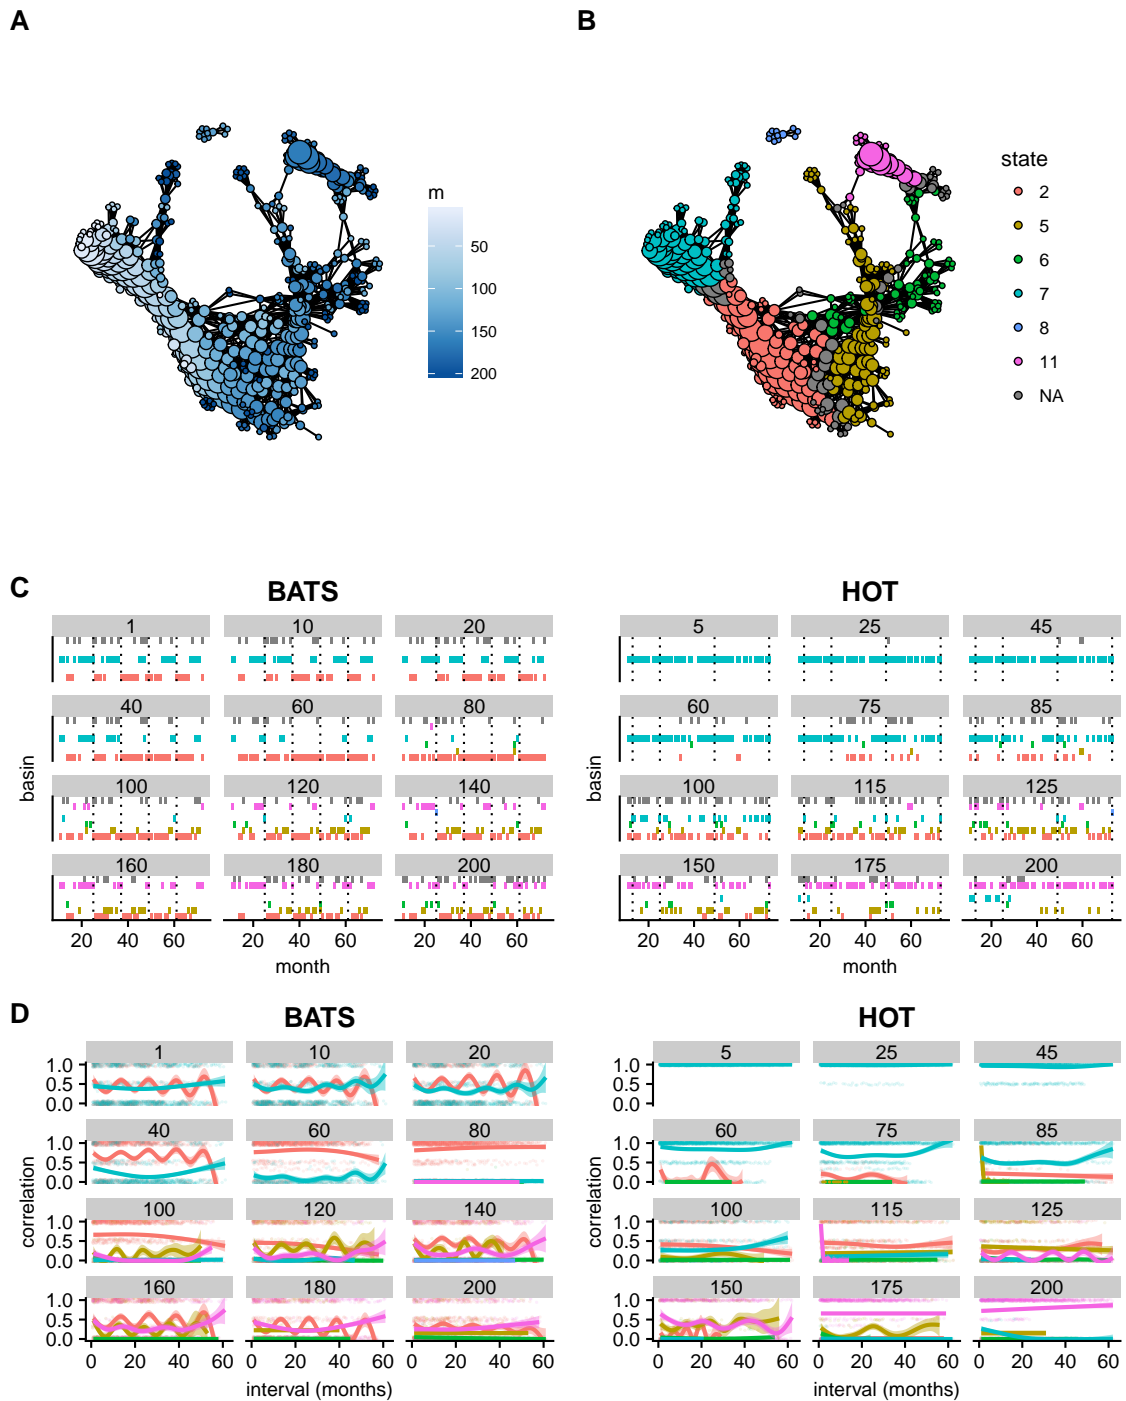 A
B
m
50
100
150
200
state
2
5
6
7
8
11
NA
C
BATS
HOT
1 10 20
5 25 45
40 60 80
60 75 85
100 120 140
100 115 125
160 180 200
150 175 200
basin
basin
20 40 60 20 40 60 20 40 60
20 40 60 20 40 60 20 40 60
month
month
D
BATS
HOT
1 10 20
5 25 45
1.0
0.5
0.0
1.0
0.5
0.0
40 60 80
60 75 85
1.0
0.5
0.0
1.0
0.5
0.0
100 120 140
100 115 125
1.0
0.5
0.0
1.0
0.5
0.0
160 180 200
150 175 200
1.0
0.5
0.0
1.0
0.5
0.0
correlation
correlation
0 20 40 60 0 20 40 60 0 20 40 60
0 20 40 60 0 20 40 60 0 20 40 60
interval (months)
interval (months)